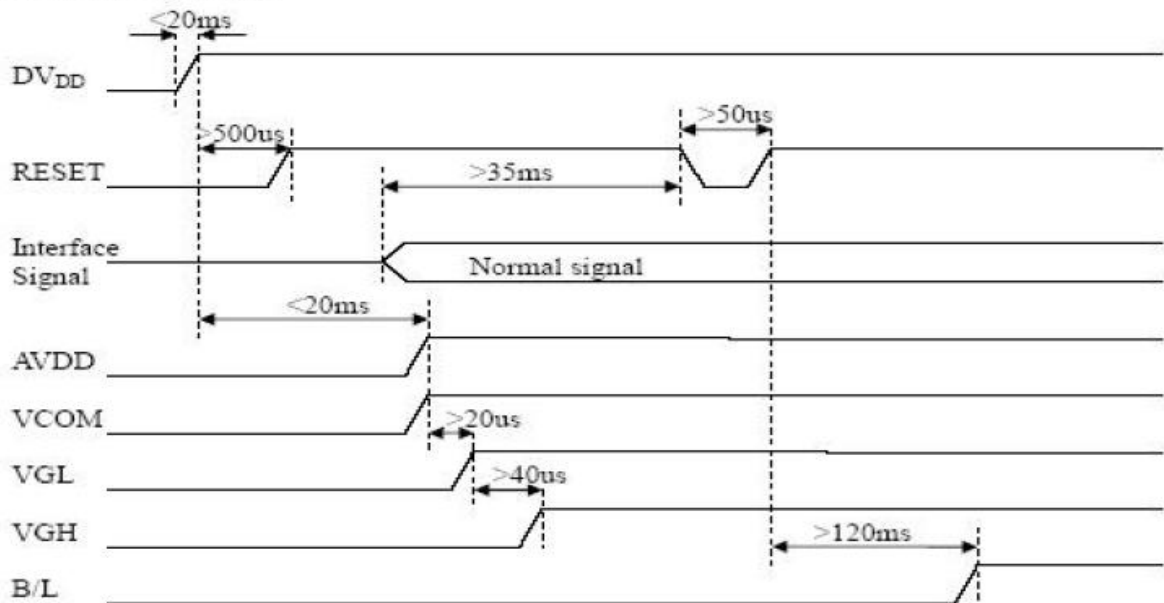 <20ms
DVDD
>50us
>500us
RESET
>35ms
Interface
Signal
Normal signal
<20ms
AVDD
VCOM
>20us
VGL
>40us
VGH
>120ms
B/L